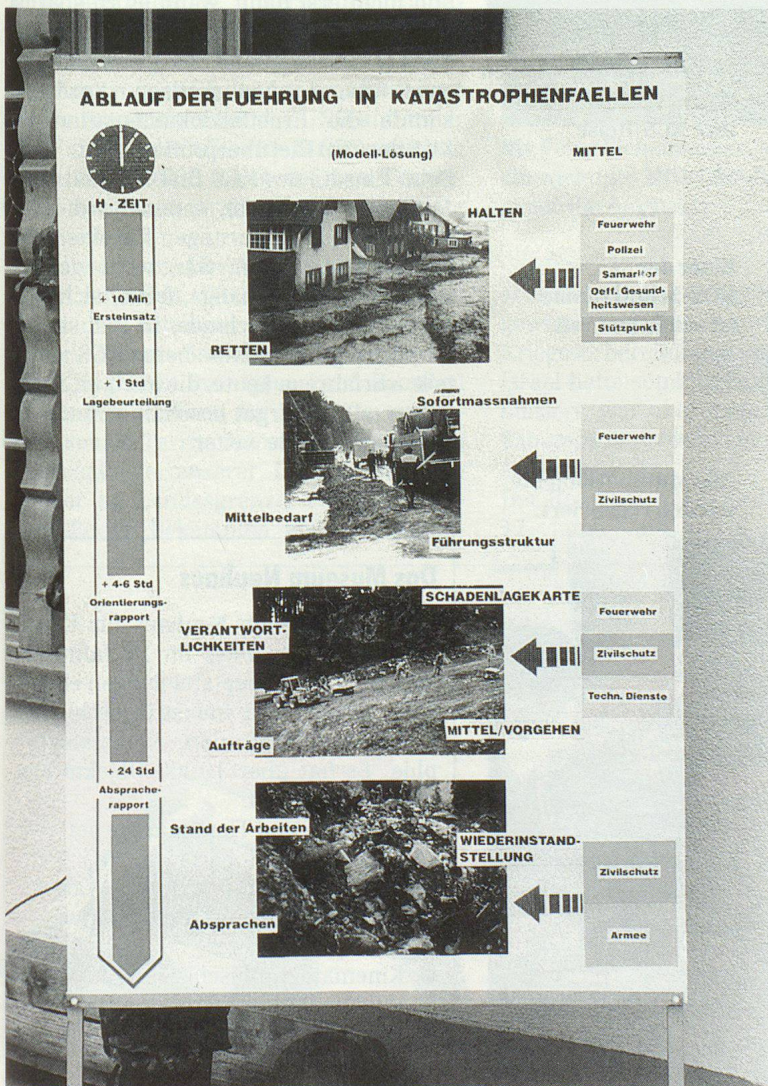 ABLAUF DER FUEHRUNG IN KATASTROPHENFAELLEN
(Modell-Lösung)
MITTEL
H - ZEIT
HALTEN
RETTEN
Feuerwehr
Polizei
Samariter
Oeff. Gesund-
heitswesen
Stützpunkt
+ 10 Min
Ersteinsatz
+ 1 Std
Lagebeurteilung
Sofortmassnahmen
Mittelbedarf
Führungsstruktur
Feuerwehr
Zivilschutz
+ 4-6 Std
Orientierungs-
rapport
SCHADENLAGEKARTE
VERANTWORT-
LICHKEITEN
Aufträge
MITTEL/VORGEHEN
Feuerwehr
Zivilschutz
Techn. Dienste
+ 24 Std
Absprache-
rapport
Stand der Arbeiten
WIEDERINSTAND-
STELLUNG
Absprachen
Zivilschutz
Armee